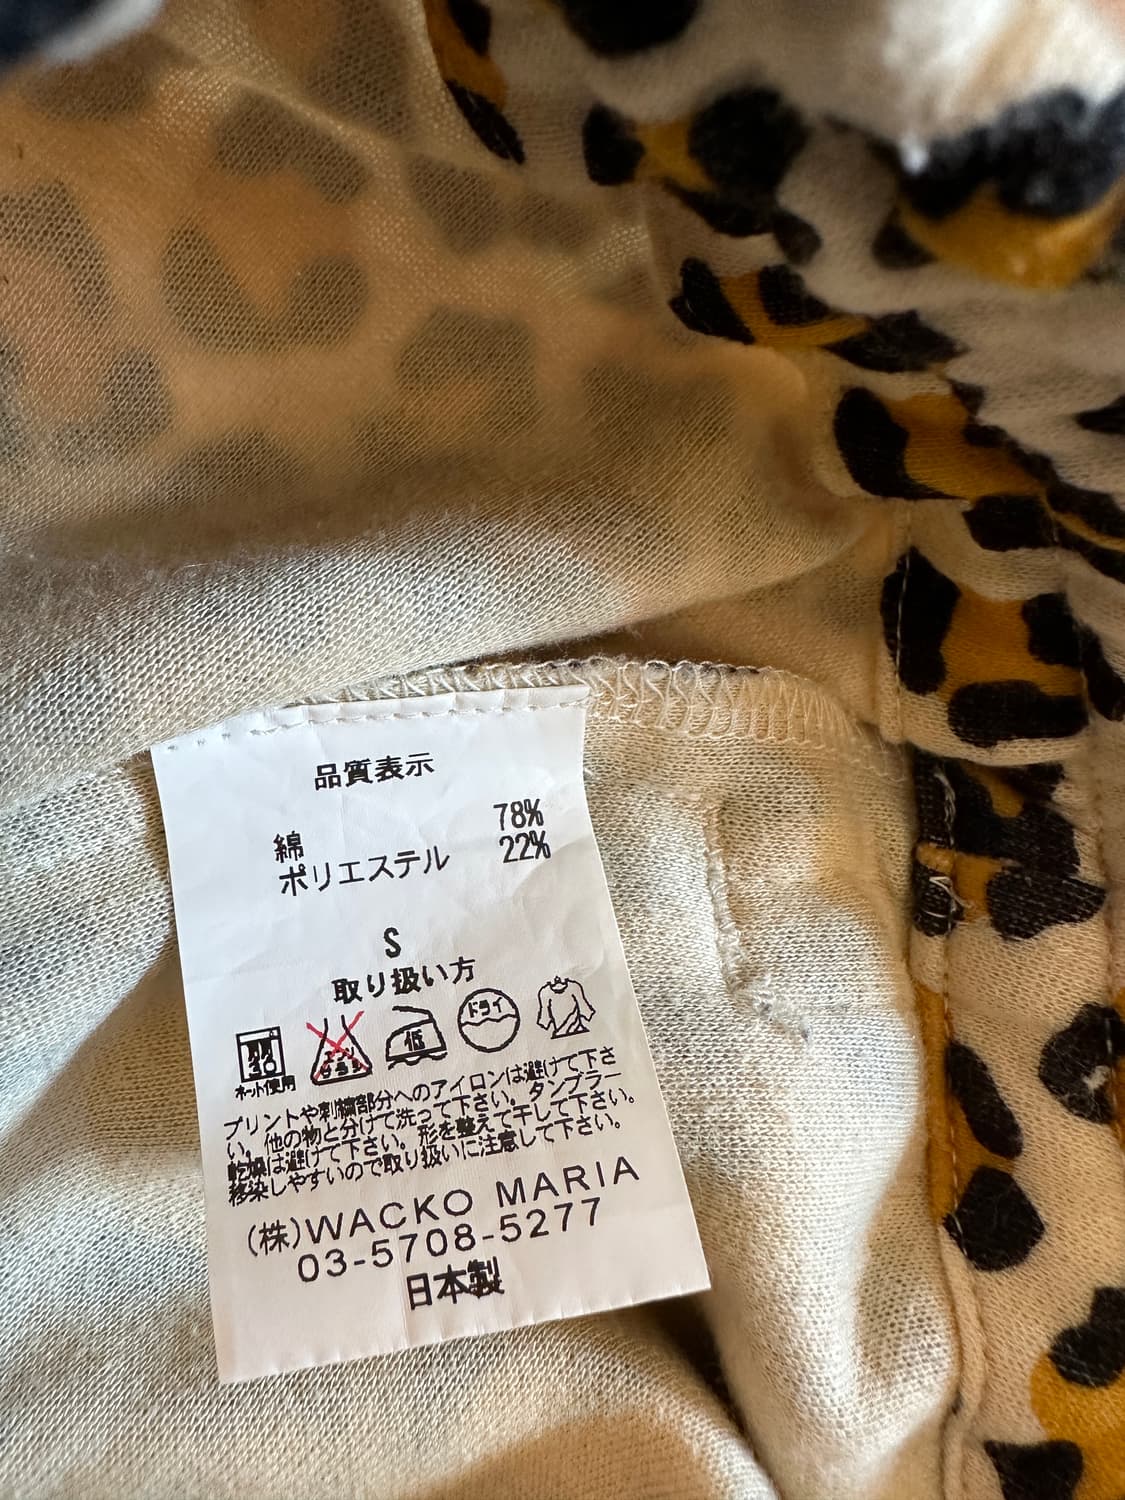 品質表示
綿 78%
ポリエステル 22%
S
取り扱い方
ネット使用
エンソサラシ
低
ドライ
プリントや刺繍部分へのアイロンは避けて下さ
い。他の物と分けて洗って下さい。タンブラー
乾燥は避けて下さい。形を整えて干して下さい。
移染しやすいので取り扱いに注意して下さい。
(株)WACKO MARIA
03-5708-5277
日本製